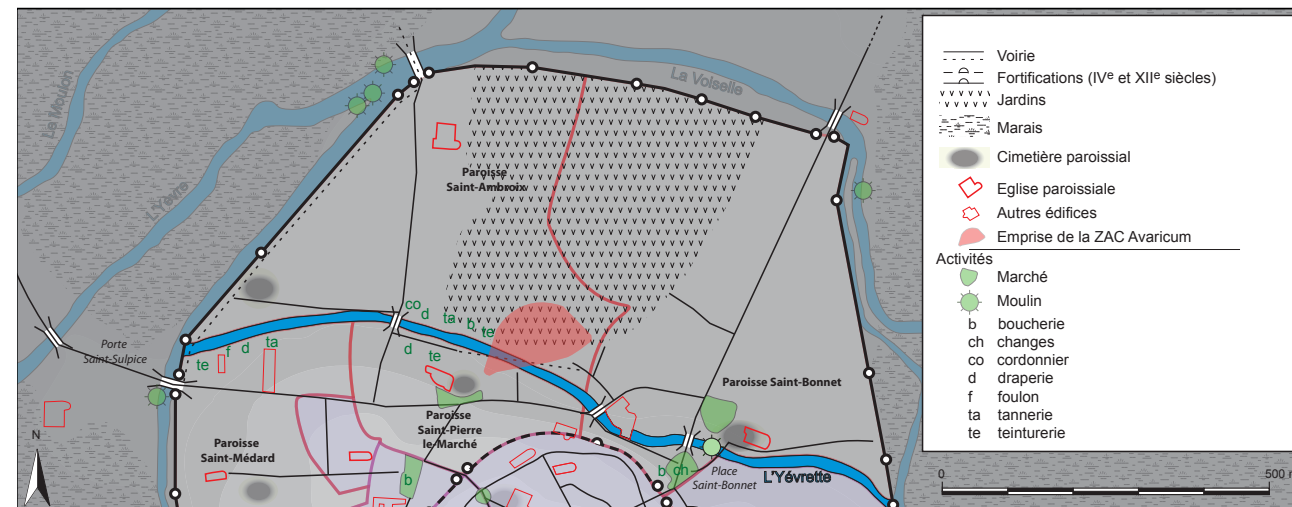 La Voiselle
La Moulon
L'Yèvre
Paroisse
Saint-Ambroix
co
d
ta
b
te
d
te
ta
d
f
te
Porte
Saint-Sulpice
Paroisse Saint-Bonnet
Paroisse
Saint-Pierre
le Marché
Paroisse
Saint-Médard
N
b
b
ch
Place
Saint-Bonnet
L'Yévrette
Voirie
Fortifications (IVe et XIIe siècles)
Jardins
Marais
Cimetière paroissial
Eglise paroissiale
Autres édifices
Emprise de la ZAC Avaricum
Activités
Marché
Moulin
b boucherie
ch changes
co cordonnier
d draperie
f foulon
ta tannerie
te teinturerie
0 500 m